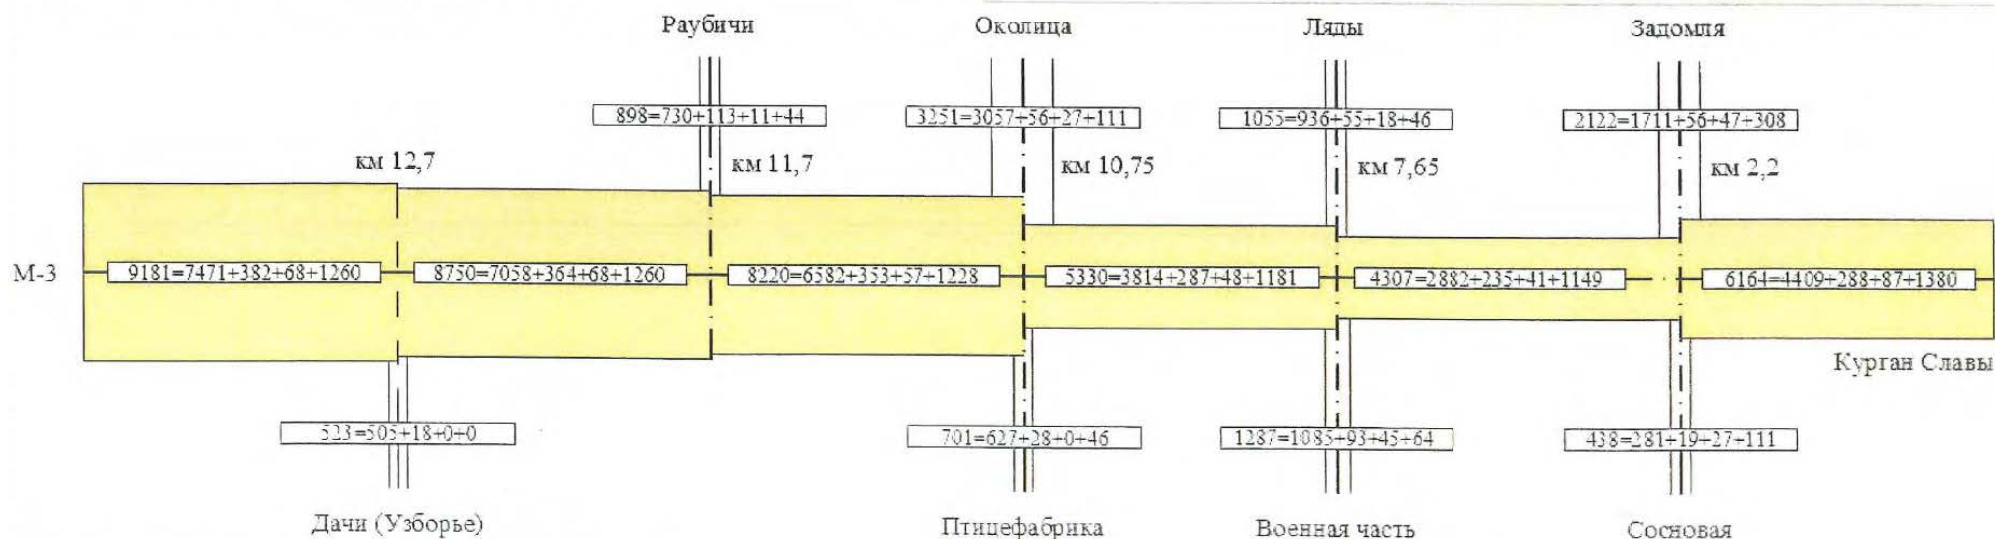 Раубичи
Околица
Ляды
Задомля
898=730+113+11+44
3251=3057+56+27+111
1055=936+55+18+46
2122=1711+56+47+308
км 12,7
км 11,7
км 10,75
км 7,65
км 2,2
М-3
9181=7471+382+68+1260
8750=7058+364+68+1260
8220=6582+353+57+1228
5330=3814+287+48+1181
4307=2882+235+41+1149
6164=4409+288+87+1380
Курган Славы
523=505+18+0+0
701=627+28+0+46
1287=1085+93+45+64
438=281+19+27+111
Дачи (Узборье)
Птицефабрика
Военная часть
Сосновая